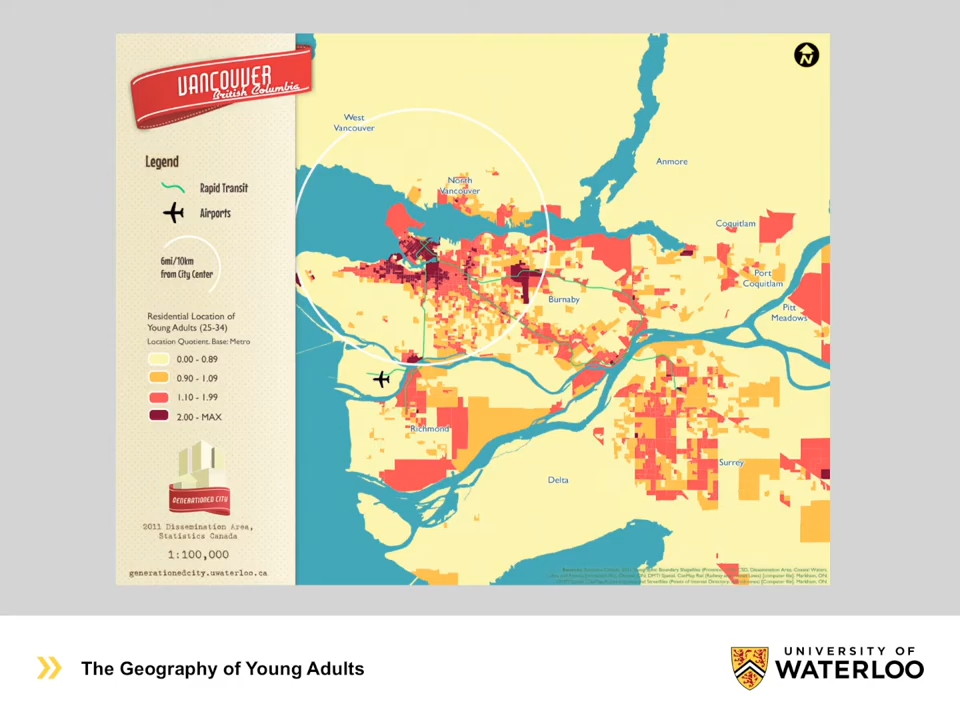 VANCOUVER
British Columbia
Legend
Rapid Transit
Airports
6mi/10km
from City Center
Residential Location of
Young Adults (25-34)
Location Quotient, Base: Metro
0.00 - 0.89
0.90 - 1.09
1.10 - 1.99
2.00 - MAX
GENERATIONED CITY
2011 Dissemination Area,
Statistics Canada
1:100,000
generationedcity.uwaterloo.ca
N
West
Vancouver
North
Vancouver
Anmore
Coquitlam
Port
Coquitlam
Pitt
Meadows
Burnaby
Richmond
Delta
Surrey
The Geography of Young Adults
UNIVERSITY OF
WATERLOO